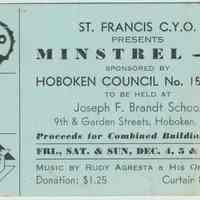 ST. FRANCIS C.Y.O.
PRESENTS
MINSTREL
SPONSORED BY
HOBOKEN COUNCIL No. 15
TO BE HELD AT
Joseph F. Brandt Schoo
9th & Garden Streets, Hoboken,
Proceeds for Combined Buildin
FRI., SAT. & SUN., DEC. 4, 5 &
MUSIC BY RUDY AGRESTA & HIS O
Donation: $1.25 Curtain